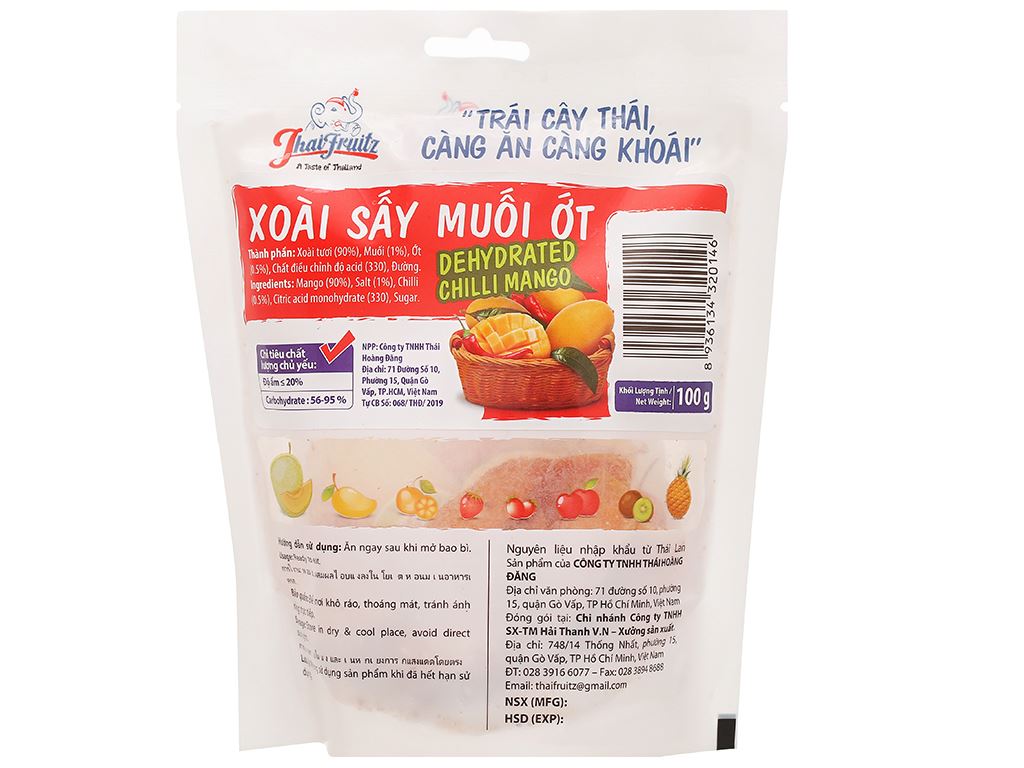 ThaiFruitz
A Taste of Thailand
"TRÁI CÂY THÁI,
CÀNG ĂN CÀNG KHOÁI"
XOÀI SẤY MUỐI ỚT
DEHYDRATED
CHILLI MANGO
Thành phần: Xoài tươi (90%), Muối (1%), Ớt
(0.5%), Chất điều chỉnh độ acid (330), Đường.
Ingredients: Mango (90%), Salt (1%), Chilli
(0.5%), Citric acid monohydrate (330), Sugar.
8 936134 320146
Chỉ tiêu chất
lượng chủ yếu:
Độ ẩm ≤ 20%
Carbohydrate : 56-95 %
NPP: Công ty TNHH Thái
Hoàng Đăng
Địa chỉ: 71 Đường Số 10,
Phường 15, Quận Gò
Vấp, TP.HCM, Việt Nam
Tự CB Số: 068/ THĐ/ 2019
Khối Lượng Tịnh /
Net Weight:
100g
Hướng dẫn sử dụng: Ăn ngay sau khi mở bao bì.
Usage: Ready to eat.
Bảo quản: Để nơi khô ráo, thoáng mát, tránh ánh
in dry & cool place, avoid direct
sử dụng sản phẩm khi đã hết hạn sử
Nguyên liệu nhập khẩu từ Thái Lan
Sản phẩm của CÔNG TY TNHH THÁI HOÀNG
ĐĂNG
Địa chỉ văn phòng: 71 đường số 10, phường
15, quận Gò Vấp, TP Hồ Chí Minh, Việt Nam
Đóng gói tại: Chi nhánh Công ty TNHH
SX-TM Hải Thanh V.N – Xưởng sản xuất.
Địa chỉ: 748/14 Thống Nhất, phường 15,
quận Gò Vấp, TP Hồ Chí Minh, Việt Nam
ĐT: 028 3916 6077 – Fax: 028 3894 8688
Email: thaifruitz@gmail.com
NSX (MFG):
HSD (EXP):